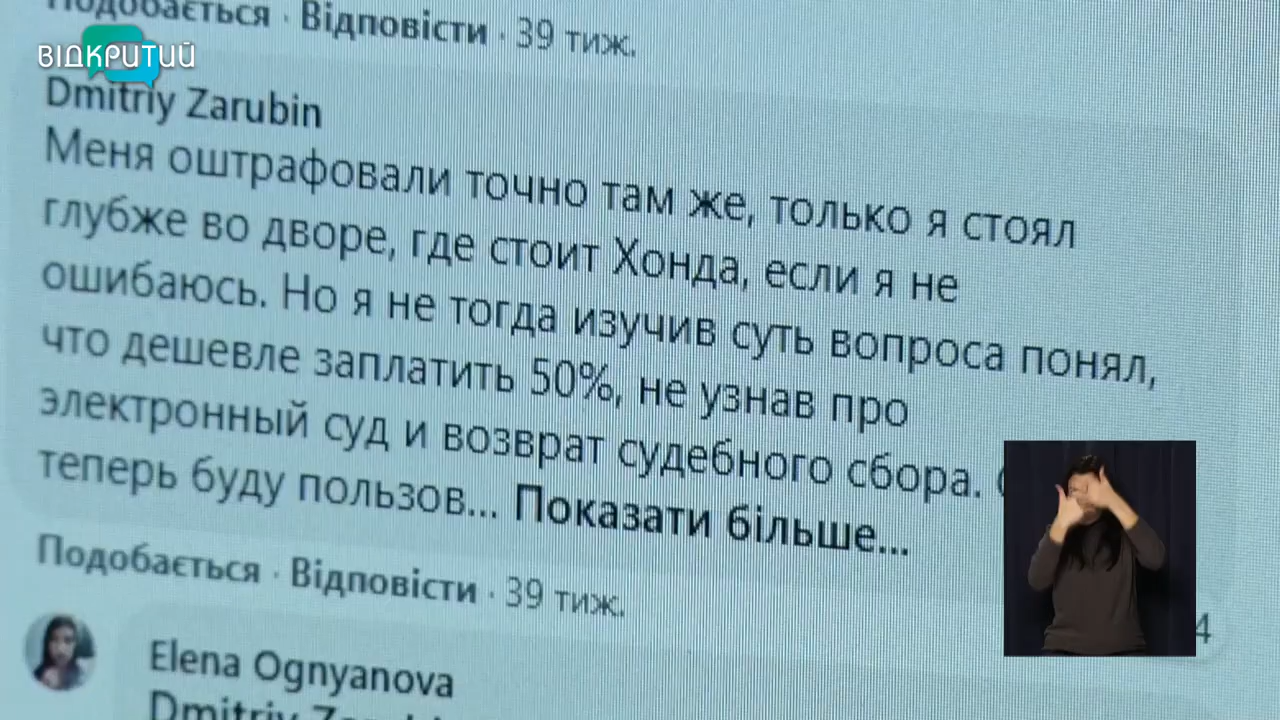 Подобається · Відповісти · 39 тиж.
ВІДКРИТИЙ
Dmitriy Zarubin
Меня оштрафовали точно там же, только я стоял
глубже во дворе, где стоит Хонда, если я не
ошибаюсь. Но я не тогда изучив суть вопроса понял,
что дешевле заплатить 50%, не узнав про
электронный суд и возврат судебного сбора.
теперь буду пользов... Показати більше...
Подобається · Відповісти · 39 тиж.
4
Elena Ognyanova
Dmitriy